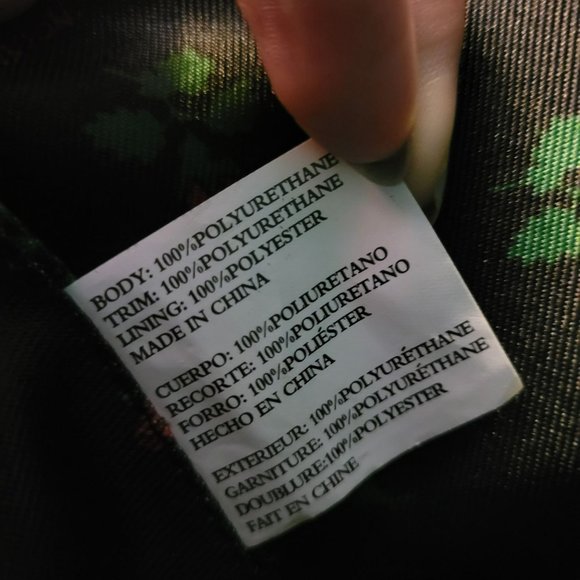 BODY: 100%POLYURETHANE
TRIM: 100%POLYURETHANE
LINING: 100%POLYESTER
MADE IN CHINA
CUERPO: 100%POLIURETANO
RECORTE: 100%POLIURETANO
FORRO: 100%POLIÉSTER
HECHO EN CHINA
EXTERIEUR: 100%POLYURÉTHANE
GARNITURE: 100%POLYURÉTHANE
DOUBLURE:100%POLYESTER
FAIT EN CHINE